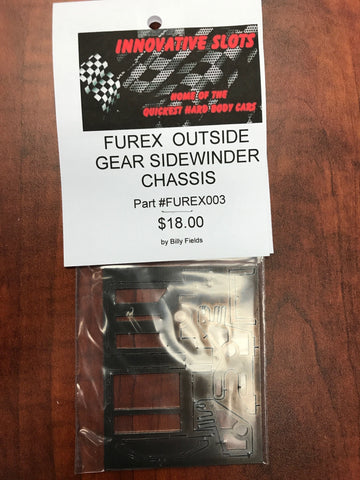 INNOVATIVE SLOTS
HOME OF THE
QUICKEST HARD BODY CARS
FUREX OUTSIDE
GEAR SIDEWINDER
CHASSIS
Part #FUREX003
$18.00
by Billy Fields